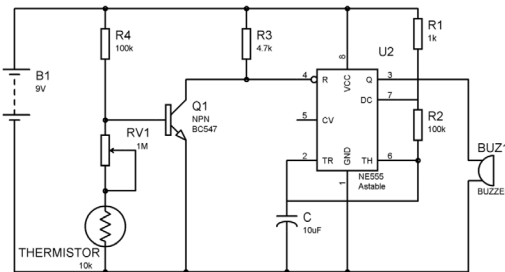 R4
100k
R3
4.7k
R1
1k
U2
B1
9V
8
VCC
4
R
Q
3
DC
7
Q1
NPN
BC547
5
CV
R2
100k
RV1
1M
2
TR
GND
TH
6
BUZ1
1
NE555
Astable
BUZZE
C
10uF
THERMISTOR
10k